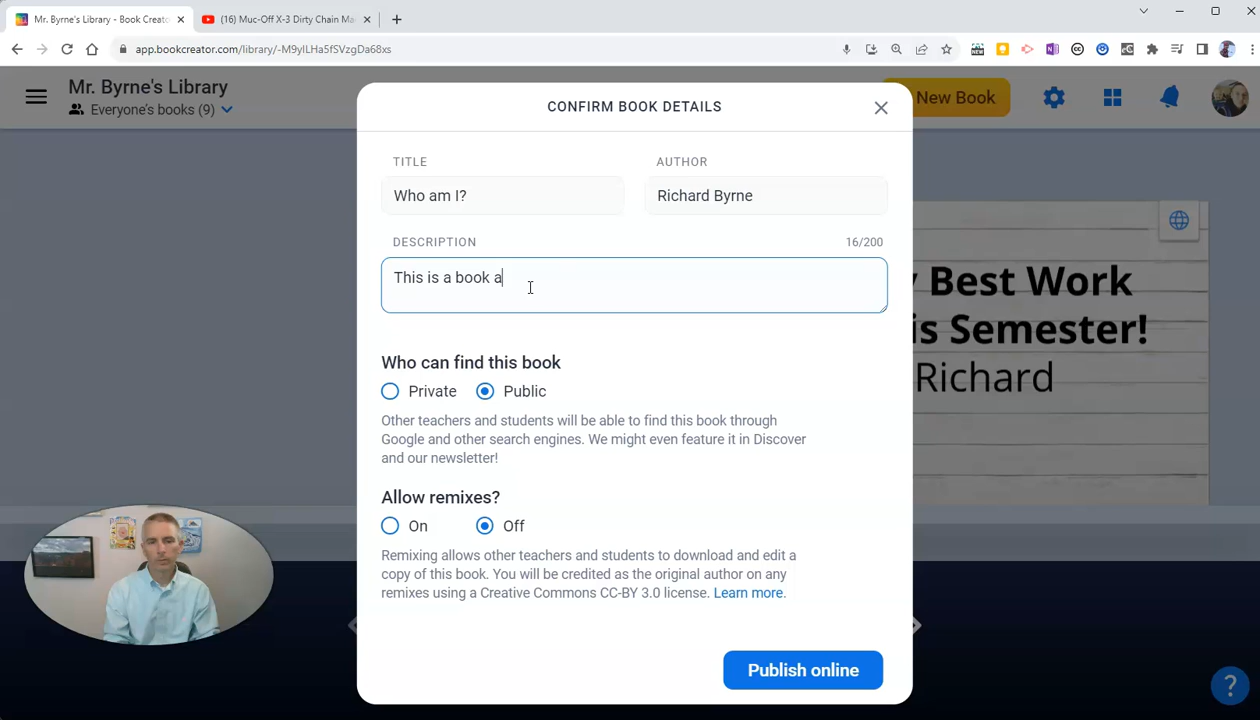 Mr. Byrne's Library - Book Creato
(16) Muc-Off X-3 Dirty Chain Ma
app.bookcreator.com/library/-M9ylLHa5fSVzgDa68xs
Mr. Byrne's Library
Everyone's books (9)
New Book
CONFIRM BOOK DETAILS
TITLE
AUTHOR
Who am I?
Richard Byrne
DESCRIPTION
16/200
This is a book a
Who can find this book
Private
Public
Other teachers and students will be able to find this book through
Google and other search engines. We might even feature it in Discover
and our newsletter!
Allow remixes?
On
Off
Remixing allows other teachers and students to download and edit a
copy of this book. You will be credited as the original author on any
remixes using a Creative Commons CC-BY 3.0 license. Learn more.
Publish online
y Best Work
is Semester!
Richard
?